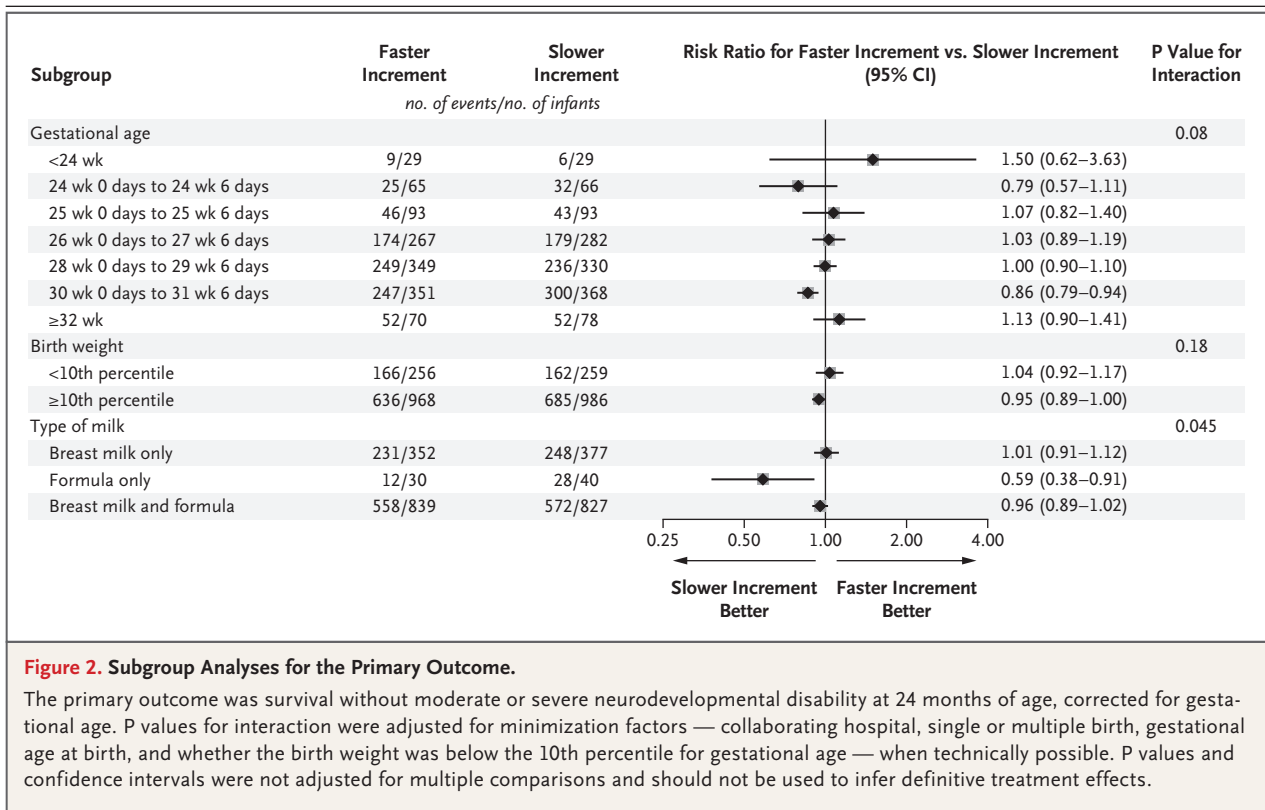 Subgroup Faster Increment Slower Increment Risk Ratio for Faster Increment vs. Slower Increment (95% CI) P Value for Interaction
no. of events/no. of infants
Gestational age 0.08
<24 wk 9/29 6/29 1.50 (0.62–3.63)
24 wk 0 days to 24 wk 6 days 25/65 32/66 0.79 (0.57–1.11)
25 wk 0 days to 25 wk 6 days 46/93 43/93 1.07 (0.82–1.40)
26 wk 0 days to 27 wk 6 days 174/267 179/282 1.03 (0.89–1.19)
28 wk 0 days to 29 wk 6 days 249/349 236/330 1.00 (0.90–1.10)
30 wk 0 days to 31 wk 6 days 247/351 300/368 0.86 (0.79–0.94)
≥32 wk 52/70 52/78 1.13 (0.90–1.41)
Birth weight 0.18
<10th percentile 166/256 162/259 1.04 (0.92–1.17)
≥10th percentile 636/968 685/986 0.95 (0.89–1.00)
Type of milk 0.045
Breast milk only 231/352 248/377 1.01 (0.91–1.12)
Formula only 12/30 28/40 0.59 (0.38–0.91)
Breast milk and formula 558/839 572/827 0.96 (0.89–1.02)
0.25 0.50 1.00 2.00 4.00
Slower Increment Better Faster Increment Better
Figure 2. Subgroup Analyses for the Primary Outcome.
The primary outcome was survival without moderate or severe neurodevelopmental disability at 24 months of age, corrected for gesta-
tional age. P values for interaction were adjusted for minimization factors — collaborating hospital, single or multiple birth, gestational
age at birth, and whether the birth weight was below the 10th percentile for gestational age — when technically possible. P values and
confidence intervals were not adjusted for multiple comparisons and should not be used to infer definitive treatment effects.